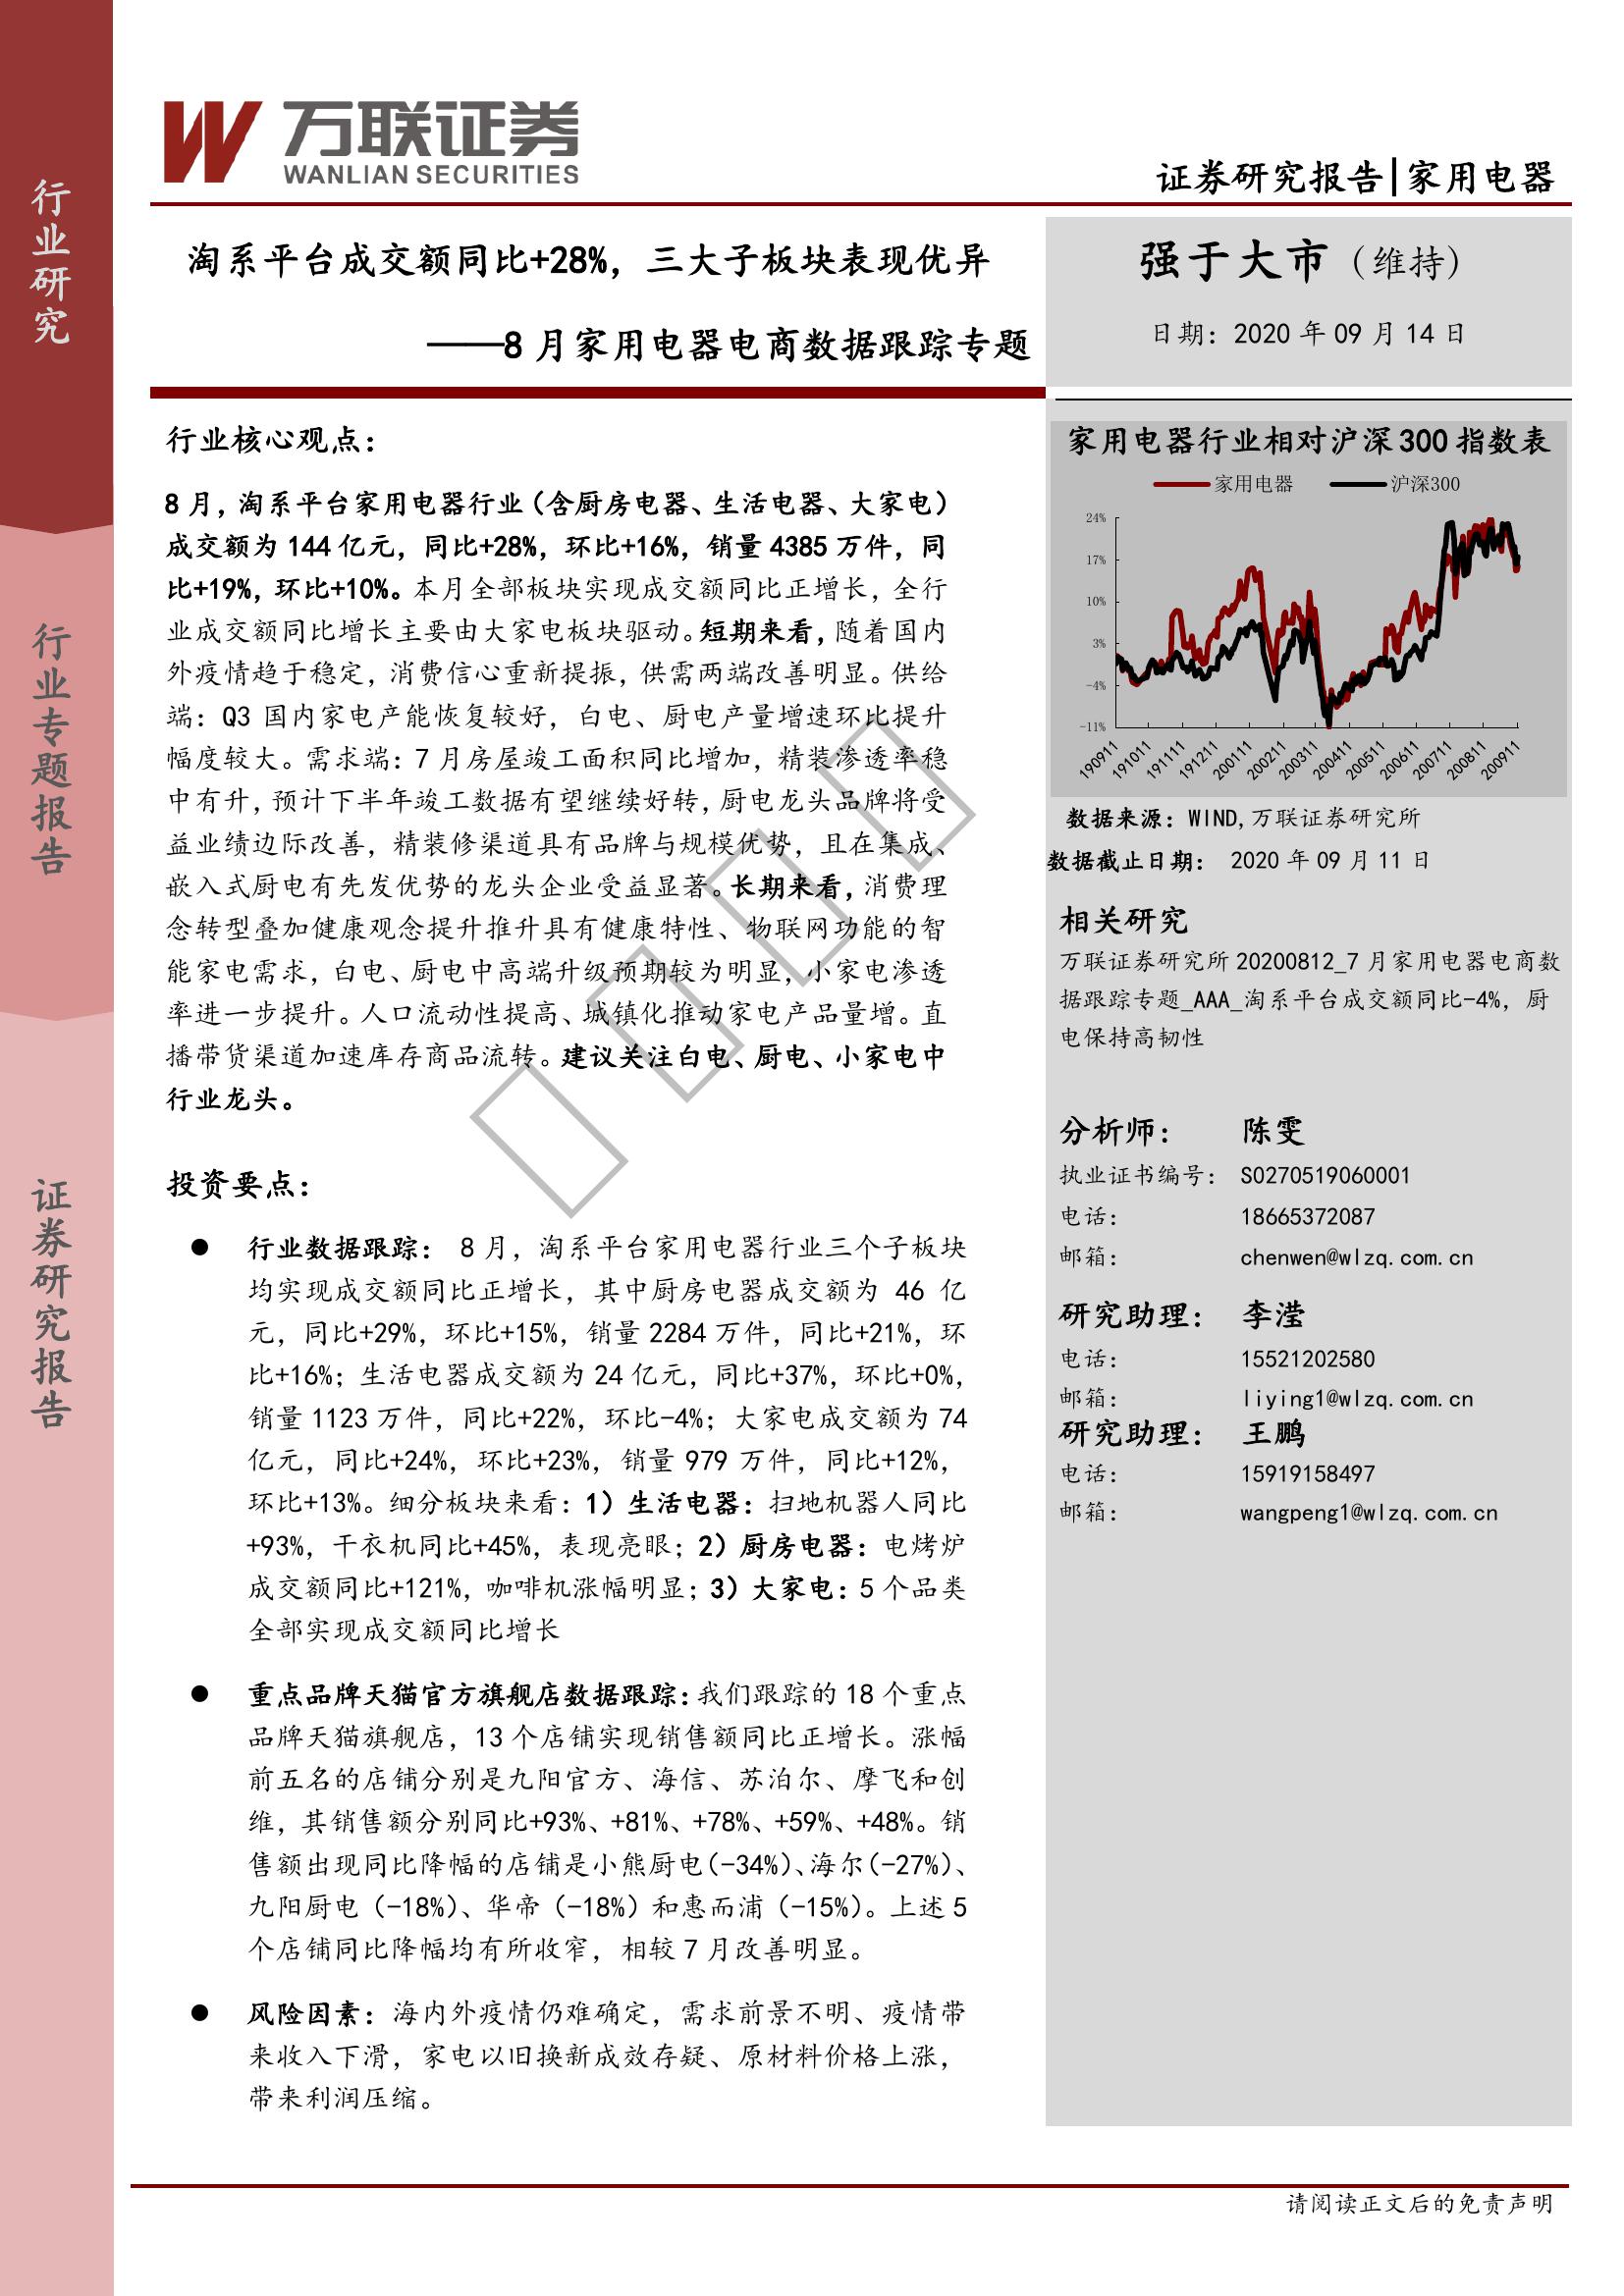 行业研究
行业专题报告
证券研究报告
万联证券
WANLIAN SECURITIES
证券研究报告|家用电器
淘系平台成交额同比+28%，三大子板块表现优异
——8月家用电器电商数据跟踪专题
强于大市（维持）
日期：2020年09月14日
行业核心观点：
8月，淘系平台家用电器行业（含厨房电器、生活电器、大家电）
成交额为144亿元，同比+28%，环比+16%，销量4385万件，同
比+19%，环比+10%。本月全部板块实现成交额同比正增长，全行
业成交额同比增长主要由大家电板块驱动。短期来看，随着国内
外疫情趋于稳定，消费信心重新提振，供需两端改善明显。供给
端：Q3 国内家电产能恢复较好，白电、厨电产量增速环比提升
幅度较大。需求端：7月房屋竣工面积同比增加，精装渗透率稳
中有升，预计下半年竣工数据有望继续好转，厨电龙头品牌将受
益业绩边际改善，精装修渠道具有品牌与规模优势，且在集成、
嵌入式厨电有先发优势的龙头企业受益显著。长期来看，消费理
念转型叠加健康观念提升推升具有健康特性、物联网功能的智
能家电需求，白电、厨电中高端升级预期较为明显，小家电渗透
率进一步提升。人口流动性提高、城镇化推动家电产品量增。直
播带货渠道加速库存商品流转。建议关注白电、厨电、小家电中
行业龙头。
投资要点：
● 行业数据跟踪： 8月，淘系平台家用电器行业三个子板块
均实现成交额同比正增长，其中厨房电器成交额为 46 亿
元，同比+29%，环比+15%，销量2284万件，同比+21%，环
比+16%；生活电器成交额为24亿元，同比+37%，环比+0%，
销量1123万件，同比+22%，环比-4%；大家电成交额为74
亿元，同比+24%，环比+23%，销量979万件，同比+12%，
环比+13%。细分板块来看：1）生活电器：扫地机器人同比
+93%，干衣机同比+45%，表现亮眼；2）厨房电器：电烤炉
成交额同比+121%，咖啡机涨幅明显；3）大家电：5个品类
全部实现成交额同比增长
● 重点品牌天猫官方旗舰店数据跟踪：我们跟踪的18个重点
品牌天猫旗舰店，13个店铺实现销售额同比正增长。涨幅
前五名的店铺分别是九阳官方、海信、苏泊尔、摩飞和创
维，其销售额分别同比+93%、+81%、+78%、+59%、+48%。销
售额出现同比降幅的店铺是小熊厨电（-34%）、海尔（-27%）、
九阳厨电（-18%）、华帝（-18%）和惠而浦（-15%）。上述5
个店铺同比降幅均有所收窄，相较7月改善明显。
● 风险因素：海内外疫情仍难确定，需求前景不明、疫情带
来收入下滑，家电以旧换新成效存疑、原材料价格上涨，
带来利润压缩。
家用电器行业相对沪深300指数表
家用电器 沪深300
24%
17%
10%
3%
-4%
-11%
190911 191011 191111 191211 200111 200211 200311 200411 200511 200611 200711 200811 200911
数据来源：WIND,万联证券研究所
数据截止日期： 2020年09月11日
相关研究
万联证券研究所20200812_7月家用电器电商数
据跟踪专题_AAA_淘系平台成交额同比-4%，厨
电保持高韧性
分析师： 陈雯
执业证书编号： S0270519060001
电话： 18665372087
邮箱： chenwen@wlzq.com.cn
研究助理： 李滢
电话： 15521202580
邮箱： liying1@wlzq.com.cn
研究助理： 王鹏
电话： 15919158497
邮箱： wangpeng1@wlzq.com.cn
请阅读正文后的免责声明